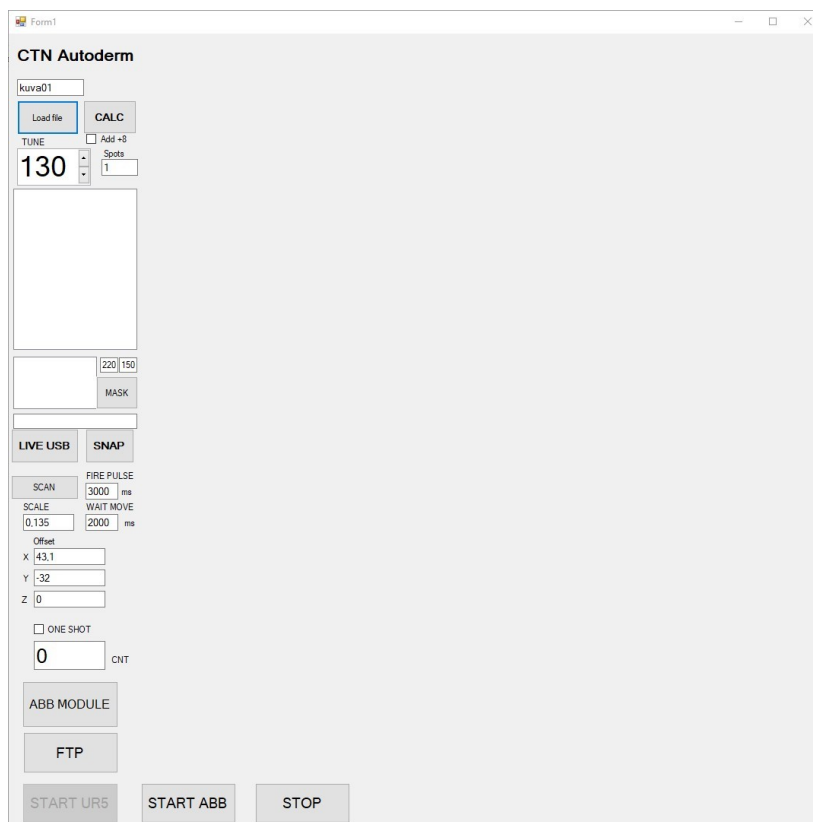 Form1
CTN Autoderm
kuva01
Load file CALC
TUNE Add +8
130 Spots
1
220 150
MASK
LIVE USB SNAP
SCAN FIRE PULSE
3000 ms
SCALE WAIT MOVE
0,135 2000 ms
Offset
X 43,1
Y -32
Z 0
ONE SHOT
0 CNT
ABB MODULE
FTP
START UR5 START ABB STOP